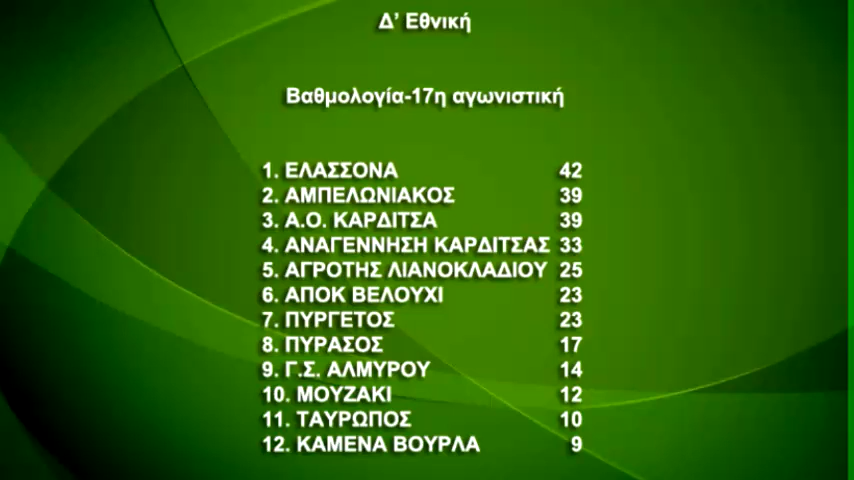 Δ’ Εθνική
Βαθμολογία-17η αγωνιστική
1. ΕΛΑΣΣΟΝΑ 42
2. ΑΜΠΕΛΩΝΙΑΚΟΣ 39
3. Α.Ο. ΚΑΡΔΙΤΣΑ 39
4. ΑΝΑΓΕΝΝΗΣΗ ΚΑΡΔΙΤΣΑΣ 33
5. ΑΓΡΟΤΗΣ ΛΙΑΝΟΚΛΑΔΙΟΥ 25
6. ΑΠΟΚ ΒΕΛΟΥΧΙ 23
7. ΠΥΡΓΕΤΟΣ 23
8. ΠΥΡΑΣΟΣ 17
9. Γ.Σ. ΑΛΜΥΡΟΥ 14
10. ΜΟΥΖΑΚΙ 12
11. ΤΑΥΡΩΠΟΣ 10
12. ΚΑΜΕΝΑ ΒΟΥΡΛΑ 9